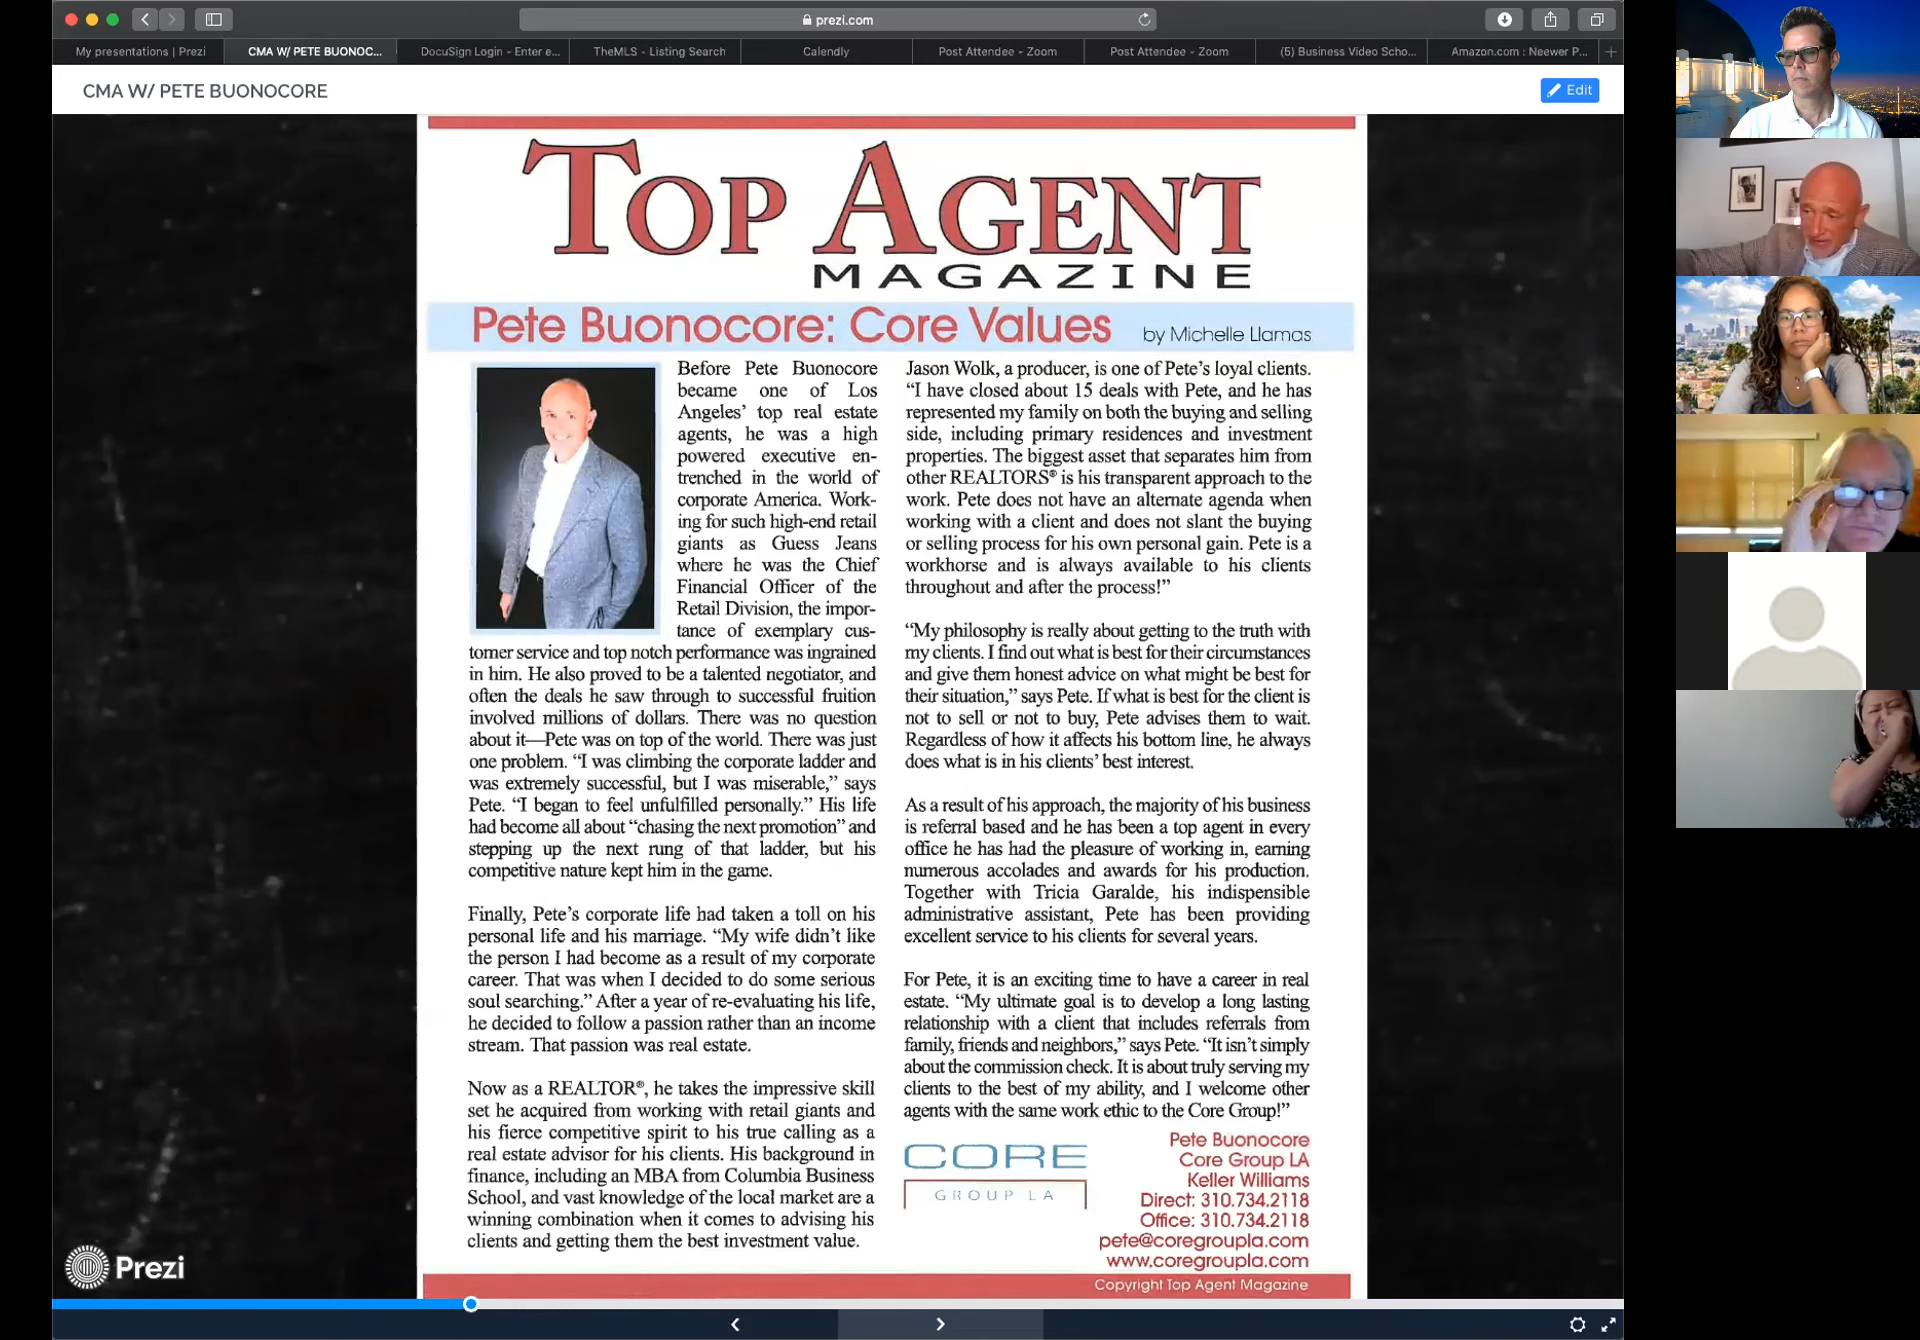 prezi.com
My presentations | Prezi
CMA W/ PETE BUONOC...
DocuSign Login - Enter e...
TheMLS - Listing Search
Calendly
Post Attendee - Zoom
Post Attendee - Zoom
(5) Business Video Scho...
Amazon.com : Neewer P...
CMA W/ PETE BUONOCORE
Edit
TOP AGENT
MAGAZINE
Pete Buonocore: Core Values by Michelle Llamas
Before Pete Buonocore
became one of Los
Angeles’ top real estate
agents, he was a high
powered executive en-
trenched in the world of
corporate America. Work-
ing for such high-end retail
giants as Guess Jeans
where he was the Chief
Financial Officer of the
Retail Division, the impor-
tance of exemplary cus-
tomer service and top notch performance was ingrained
in him. He also proved to be a talented negotiator, and
often the deals he saw through to successful fruition
involved millions of dollars. There was no question
about it—Pete was on top of the world. There was just
one problem. “I was climbing the corporate ladder and
was extremely successful, but I was miserable,” says
Pete. “I began to feel unfulfilled personally.” His life
had become all about “chasing the next promotion” and
stepping up the next rung of that ladder, but his
competitive nature kept him in the game.
Finally, Pete’s corporate life had taken a toll on his
personal life and his marriage. “My wife didn’t like
the person I had become as a result of my corporate
career. That was when I decided to do some serious
soul searching.” After a year of re-evaluating his life,
he decided to follow a passion rather than an income
stream. That passion was real estate.
Now as a REALTOR®, he takes the impressive skill
set he acquired from working with retail giants and
his fierce competitive spirit to his true calling as a
real estate advisor for his clients. His background in
finance, including an MBA from Columbia Business
School, and vast knowledge of the local market are a
winning combination when it comes to advising his
clients and getting them the best investment value.
Jason Wolk, a producer, is one of Pete’s loyal clients.
“I have closed about 15 deals with Pete, and he has
represented my family on both the buying and selling
side, including primary residences and investment
properties. The biggest asset that separates him from
other REALTORS® is his transparent approach to the
work. Pete does not have an alternate agenda when
working with a client and does not slant the buying
or selling process for his own personal gain. Pete is a
workhorse and is always available to his clients
throughout and after the process!”
“My philosophy is really about getting to the truth with
my clients. I find out what is best for their circumstances
and give them honest advice on what might be best for
their situation,” says Pete. If what is best for the client is
not to sell or not to buy, Pete advises them to wait.
Regardless of how it affects his bottom line, he always
does what is in his clients’ best interest.
As a result of his approach, the majority of his business
is referral based and he has been a top agent in every
office he has had the pleasure of working in, earning
numerous accolades and awards for his production.
Together with Tricia Garalde, his indispensible
administrative assistant, Pete has been providing
excellent service to his clients for several years.
For Pete, it is an exciting time to have a career in real
estate. “My ultimate goal is to develop a long lasting
relationship with a client that includes referrals from
family, friends and neighbors,” says Pete. “It isn’t simply
about the commission check. It is about truly serving my
clients to the best of my ability, and I welcome other
agents with the same work ethic to the Core Group!”
CORE
GROUP LA
Pete Buonocore
Core Group LA
Keller Williams
Direct: 310.734.2118
Office: 310.734.2118
pete@coregroupla.com
www.coregroupla.com
Copyright Top Agent Magazine
Prezi